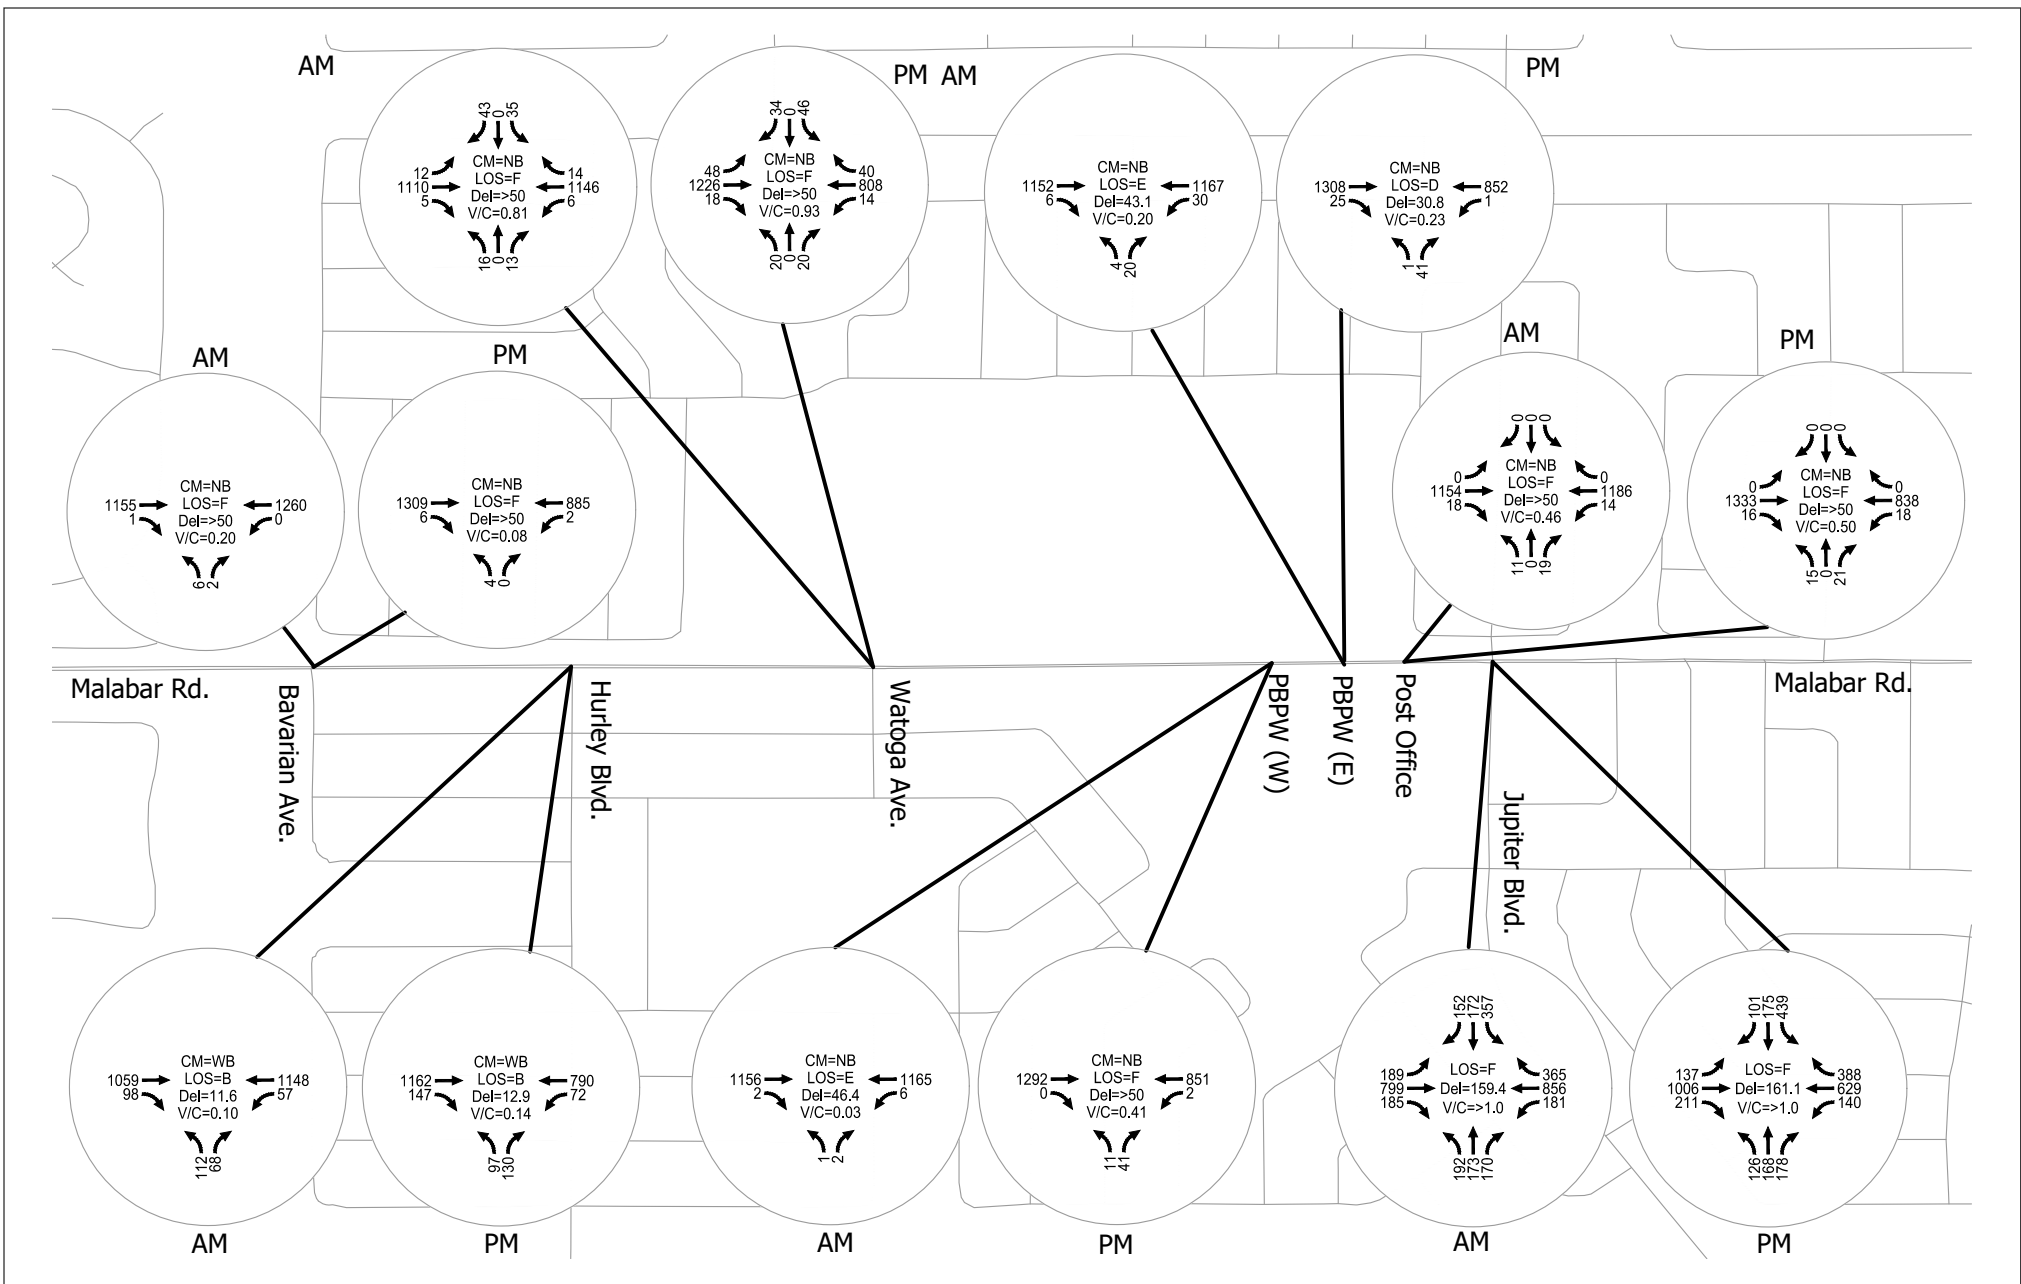 AM
43 0 35
12
1110
5
CM=NB
LOS=F
Del=>50
V/C=0.81
14
1146
6
16 0 13
PM
34 0 46
48
1226
18
CM=NB
LOS=F
Del=>50
V/C=0.93
40
808
14
20 0 20
AM
1152
6
CM=NB
LOS=E
Del=43.1
V/C=0.20
1167
30
4 20
PM
1308
25
CM=NB
LOS=D
Del=30.8
V/C=0.23
852
1
1 41
AM
1155
1
CM=NB
LOS=F
Del=>50
V/C=0.20
1260
0
6 2
PM
1309
6
CM=NB
LOS=F
Del=>50
V/C=0.08
885
2
4 0
AM
0 0 0
0
1154
18
CM=NB
LOS=F
Del=>50
V/C=0.46
0
1186
14
11 0 19
PM
0 0 0
0
1333
16
CM=NB
LOS=F
Del=>50
V/C=0.50
0
838
18
15 0 21
Malabar Rd.
Bavarian Ave.
Hurley Blvd.
Watoga Ave.
PBPW (W)
PBPW (E)
Post Office
Jupiter Blvd.
Malabar Rd.
1059
98
CM=WB
LOS=B
Del=11.6
V/C=0.10
1148
57
112 68
AM
1162
147
CM=WB
LOS=B
Del=12.9
V/C=0.14
790
72
97 130
PM
1156
2
CM=NB
LOS=E
Del=46.4
V/C=0.03
1165
6
1 2
AM
1292
0
CM=NB
LOS=F
Del=>50
V/C=0.41
851
2
11 41
PM
152 172 357
189
799
185
LOS=F
Del=159.4
V/C=>1.0
365
856
181
192 173 170
AM
101 175 439
137
1006
211
LOS=F
Del=161.1
V/C=>1.0
388
629
140
126 168 178
PM